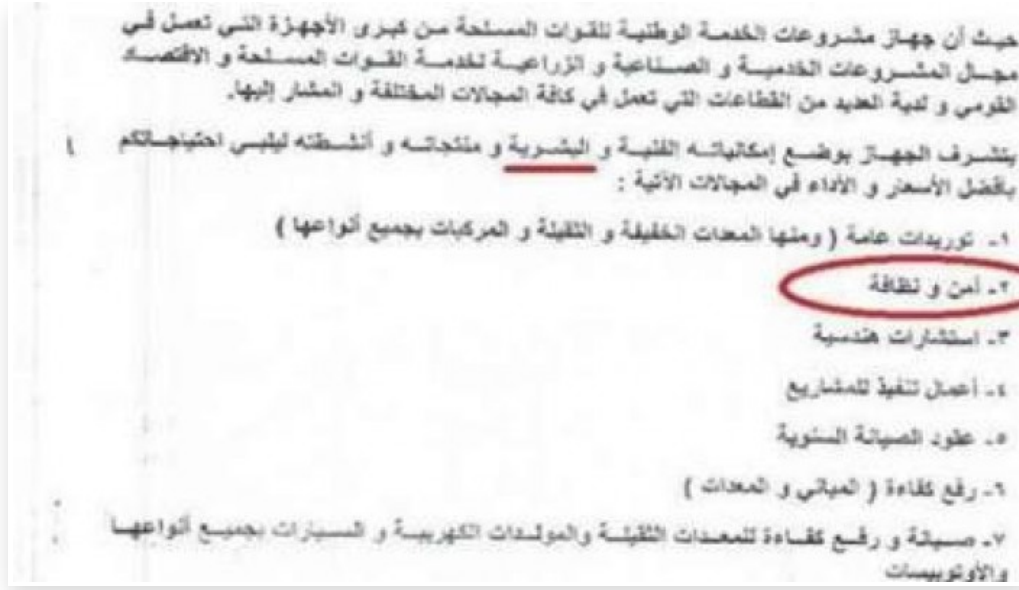 حيث أن جهاز مشروعات الخدمة الوطنية للقوات المسلحة من كبرى الأجهزة التي تعمل في
مجال المشروعات الخدمية و الصناعية و الزراعية لخدمة القوات المسلحة و الاقتصاد
القومي و لدية العديد من القطاعات التي تعمل في كافة المجالات المختلفة و المشار إليها.
يتشرف الجهاز بوضع إمكانياته الفنية و البشرية و منتجاته و أنشطته ليلبي احتياجاتكم
بأفضل الأسعار و الأداء في المجالات الآتية :
١- توريدات عامة ( ومنها المعدات الخفيفة و الثقيلة و المركبات بجميع أنواعها )
٢- أمن و نظافة
٣- استشارات هندسية
٤- أعمال تنفيذ للمشاريع
٥- عقود الصيانة السنوية
٦- رفع كفاءة ( المباني و المعدات )
٧- صيانة و رفع كفاءة للمعدات الثقيلة والمولدات الكهربية و السيارات بجميع أنواعها
والأوتوبيسات